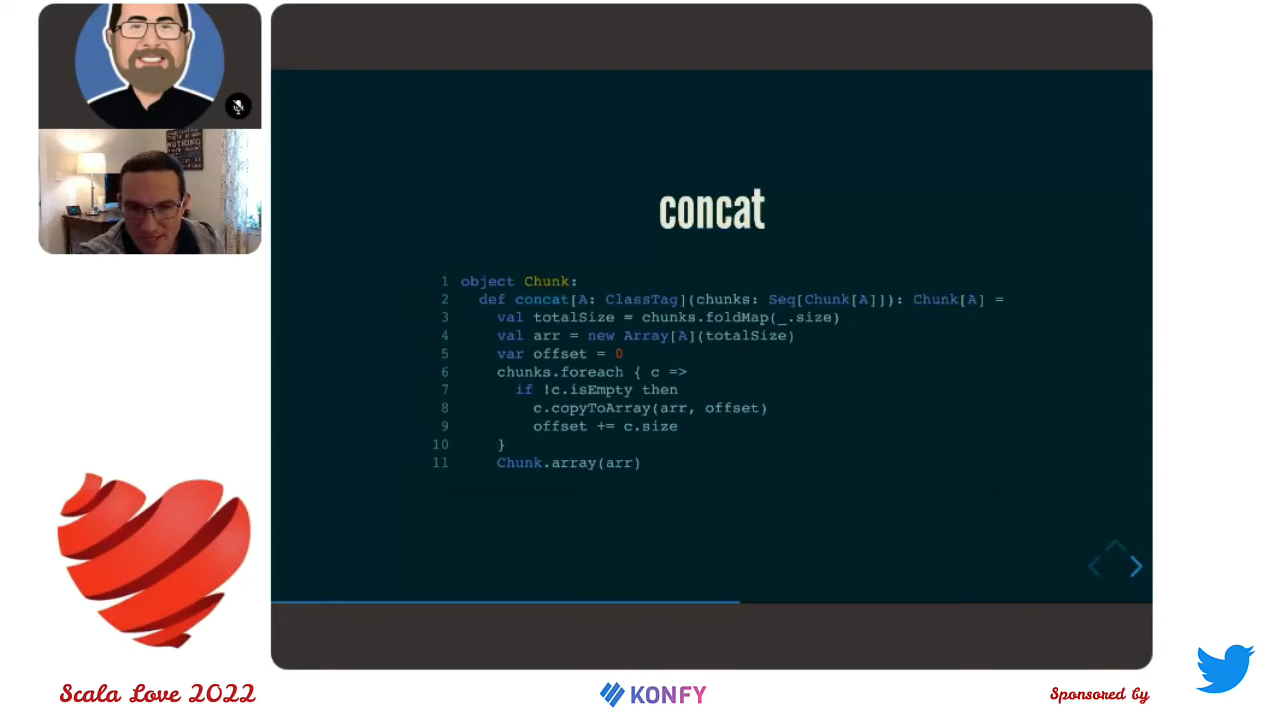 NOTHING
concat
1 object Chunk:
2 def concat[A: ClassTag](chunks: Seq[Chunk[A]]): Chunk[A] =
3 val totalSize = chunks.foldMap(_.size)
4 val arr = new Array[A](totalSize)
5 var offset = 0
6 chunks.foreach { c =>
7 if !c.isEmpty then
8 c.copyToArray(arr, offset)
9 offset += c.size
10 }
11 Chunk.array(arr)
Scala Love 2022
KONFY
Sponsored by